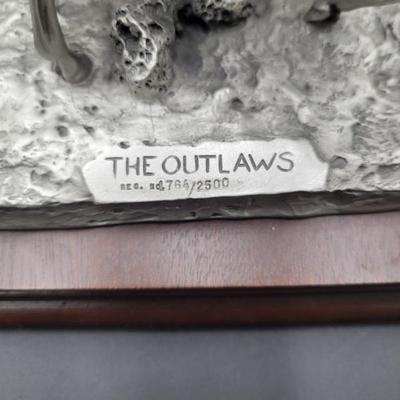 THE OUTLAWS
REG. NO. 1764/2500